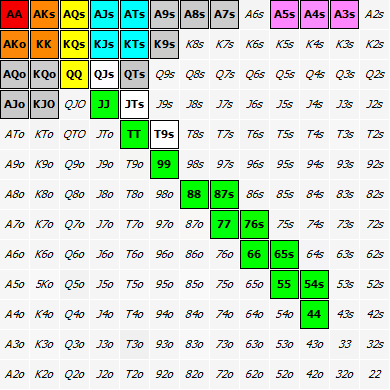 AA AKs AQs AJs ATs A9s A8s A7s A6s A5s A4s A3s A2s
AKo KK KQs KJs KTs K9s K8s K7s K6s K5s K4s K3s K2s
AQo KQo QQ QJs QTs Q9s Q8s Q7s Q6s Q5s Q4s Q3s Q2s
AJo KJO QJO JJ JTs J9s J8s J7s J6s J5s J4s J3s J2s
ATo KTo QTO JTo TT T9s T8s T7s T6s T5s T4s T3s T2s
A9o K9o Q9o J9o T9o 99 98s 97s 96s 95s 94s 93s 92s
A8o K8o Q8o J8o T8o 98o 88 87s 86s 85s 84s 83s 82s
A7o K7o Q7o J7o T7o 97o 87o 77 76s 75s 74s 73s 72s
A6o K6o Q6o J6o T6o 96o 86o 76o 66 65s 64s 63s 62s
A5o 5Ko Q5o J5o T5o 95o 85o 75o 65o 55 54s 53s 52s
A4o K4o Q4o J4o T4o 94o 84o 74o 64o 54o 44 43s 42s
A3o K3o Q3o J3o T3o 93o 83o 73o 63o 53o 43o 33 32s
A2o K2o Q2o J2o T2o 92o 82o 72o 62o 52o 42o 32o 22